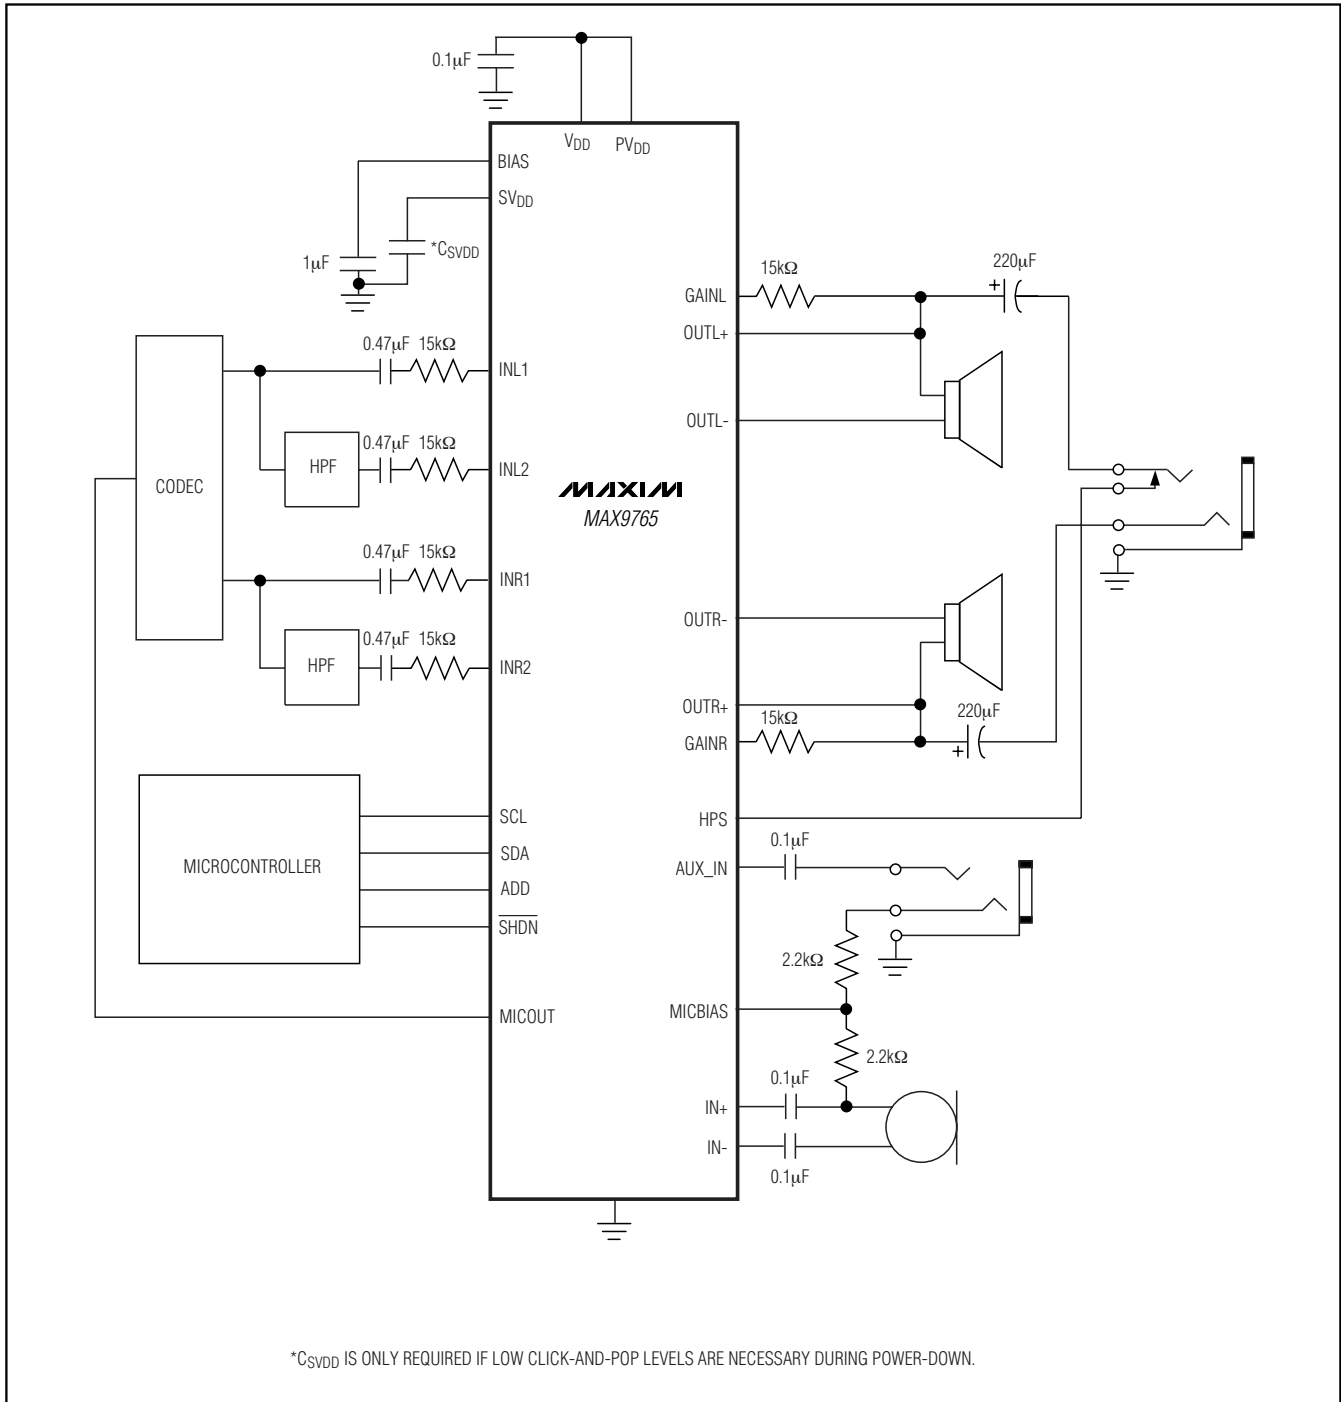 0.1µF
VDD PVDD
BIAS
SVDD
*CSVDD
1µF
15kΩ
220µF
GAINL
OUTL+
OUTL-
0.47µF 15kΩ
INL1
0.47µF 15kΩ
HPF
INL2
CODEC
MAXIM
MAX9765
0.47µF 15kΩ
INR1
0.47µF 15kΩ
HPF
INR2
OUTR-
OUTR+
15kΩ
220µF
GAINR
MICROCONTROLLER
SCL
SDA
ADD
SHDN
MICOUT
HPS
0.1µF
AUX_IN
2.2kΩ
MICBIAS
2.2kΩ
0.1µF
IN+
IN-
0.1µF
*CSVDD IS ONLY REQUIRED IF LOW CLICK-AND-POP LEVELS ARE NECESSARY DURING POWER-DOWN.